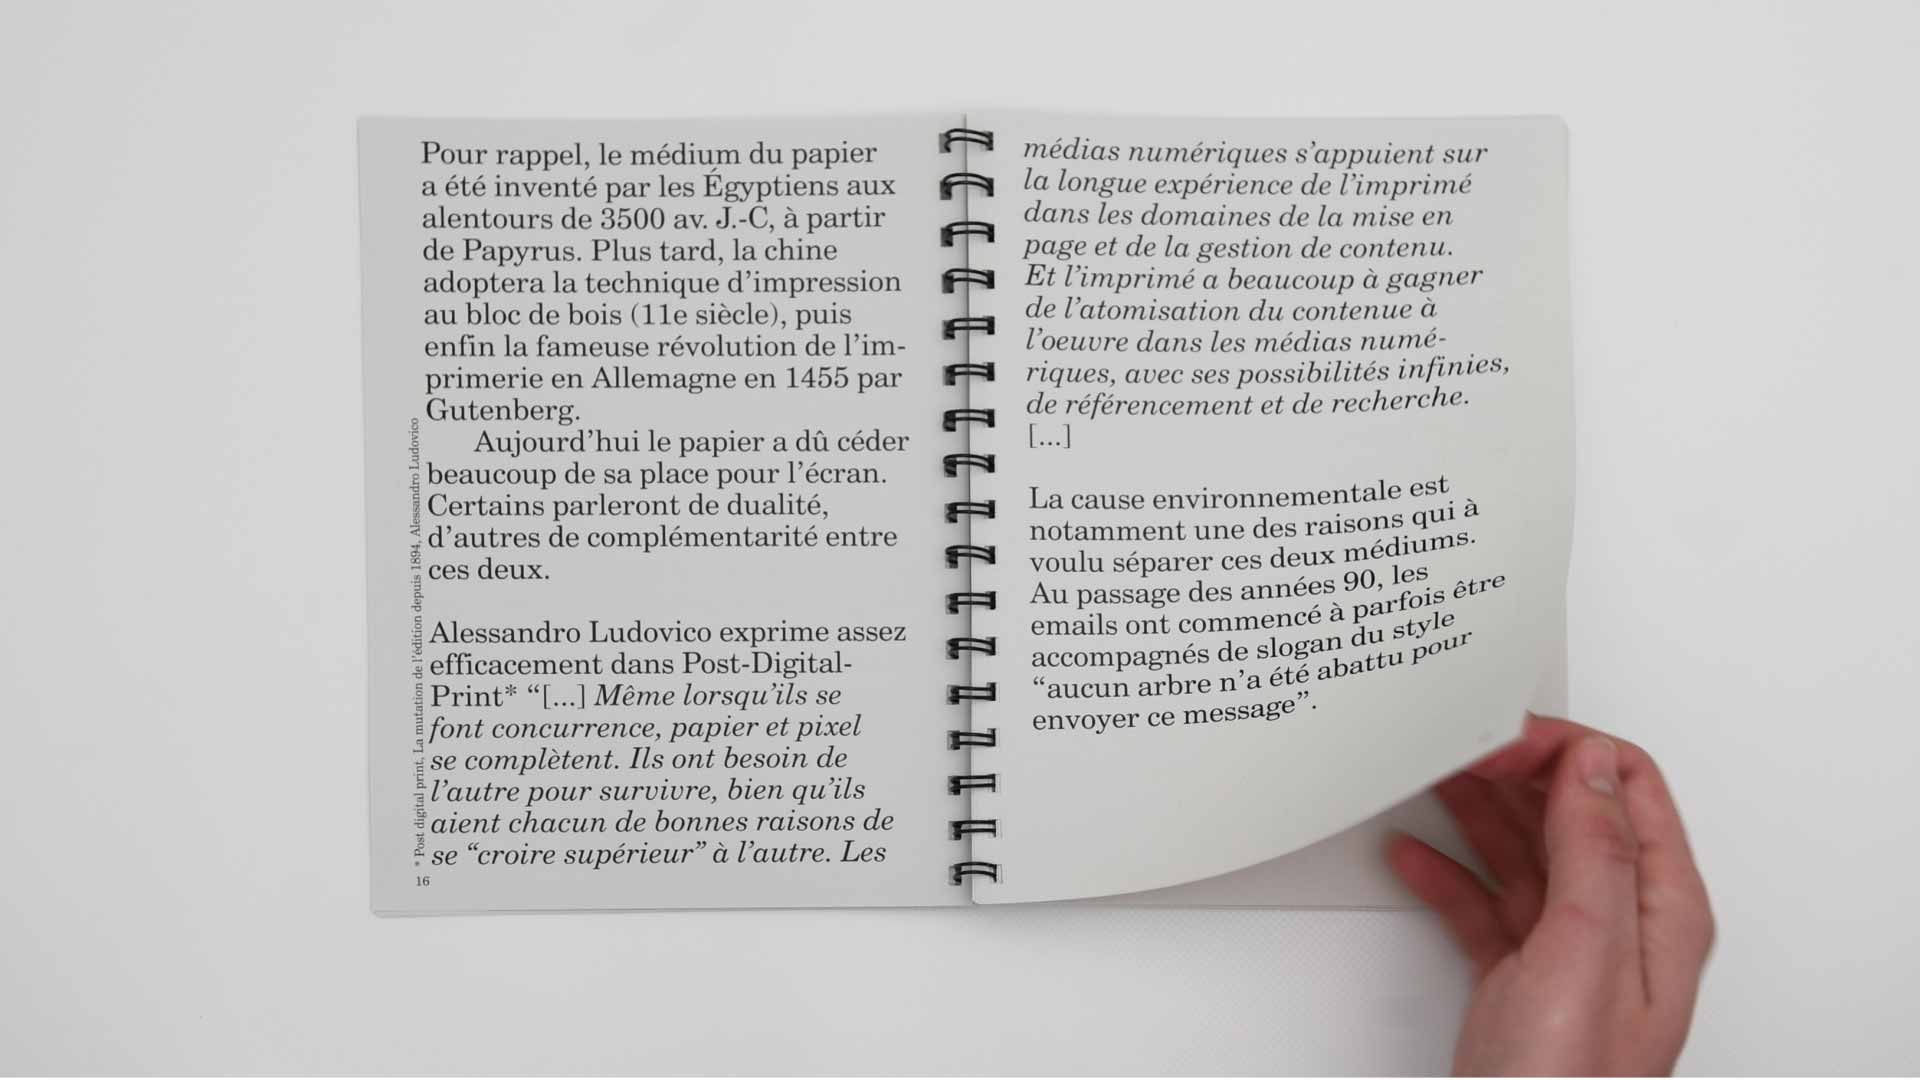 Pour rappel, le médium du papier
a été inventé par les Égyptiens aux
alentours de 3500 av. J.-C, à partir
de Papyrus. Plus tard, la chine
adoptera la technique d’impression
au bloc de bois (11e siècle), puis
enfin la fameuse révolution de l’im-
primerie en Allemagne en 1455 par
Gutenberg.
Aujourd’hui le papier a dû céder
beaucoup de sa place pour l’écran.
Certains parleront de dualité,
d’autres de complémentarité entre
ces deux.
Alessandro Ludovico exprime assez
efficacement dans Post-Digital-
Print* “[...] Même lorsqu’ils se
font concurrence, papier et pixel
se complètent. Ils ont besoin de
l’autre pour survivre, bien qu’ils
aient chacun de bonnes raisons de
se “croire supérieur” à l’autre. Les
* Post digital print, La mutation de l’édition depuis 1894, Alessandro Ludovico
16
médias numériques s’appuient sur
la longue expérience de l’imprimé
dans les domaines de la mise en
page et de la gestion de contenu.
Et l’imprimé a beaucoup à gagner
de l’atomisation du contenue à
l’oeuvre dans les médias numé-
riques, avec ses possibilités infinies,
de référencement et de recherche.
[...]
La cause environnementale est
notamment une des raisons qui à
voulu séparer ces deux médiums.
Au passage des années 90, les
emails ont commencé à parfois être
accompagnés de slogan du style
“aucun arbre n’a été abattu pour
envoyer ce message”.